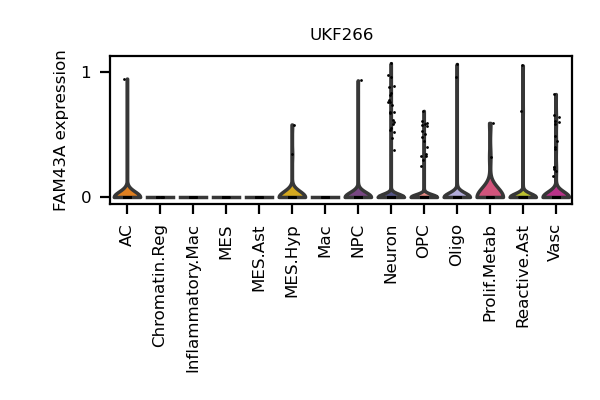 UKF266
FAM43A expression
1
0
AC
Chromatin.Reg
Inflammatory.Mac
MES
MES.Ast
MES.Hyp
Mac
NPC
Neuron
OPC
Oligo
Prolif.Metab
Reactive.Ast
Vasc